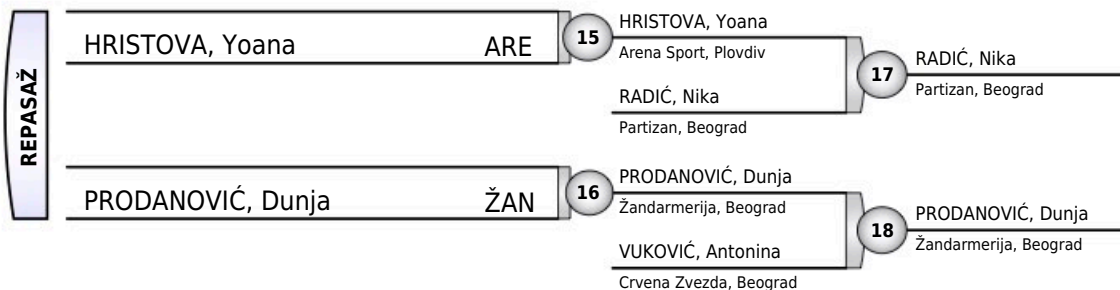 REPASAŽ
HRISTOVA, Yoana ARE
15
HRISTOVA, Yoana
Arena Sport, Plovdiv
RADIĆ, Nika
Partizan, Beograd
17
RADIĆ, Nika
Partizan, Beograd
PRODANOVIĆ, Dunja ŽAN
16
PRODANOVIĆ, Dunja
Žandarmerija, Beograd
VUKOVIĆ, Antonina
Crvena Zvezda, Beograd
18
PRODANOVIĆ, Dunja
Žandarmerija, Beograd